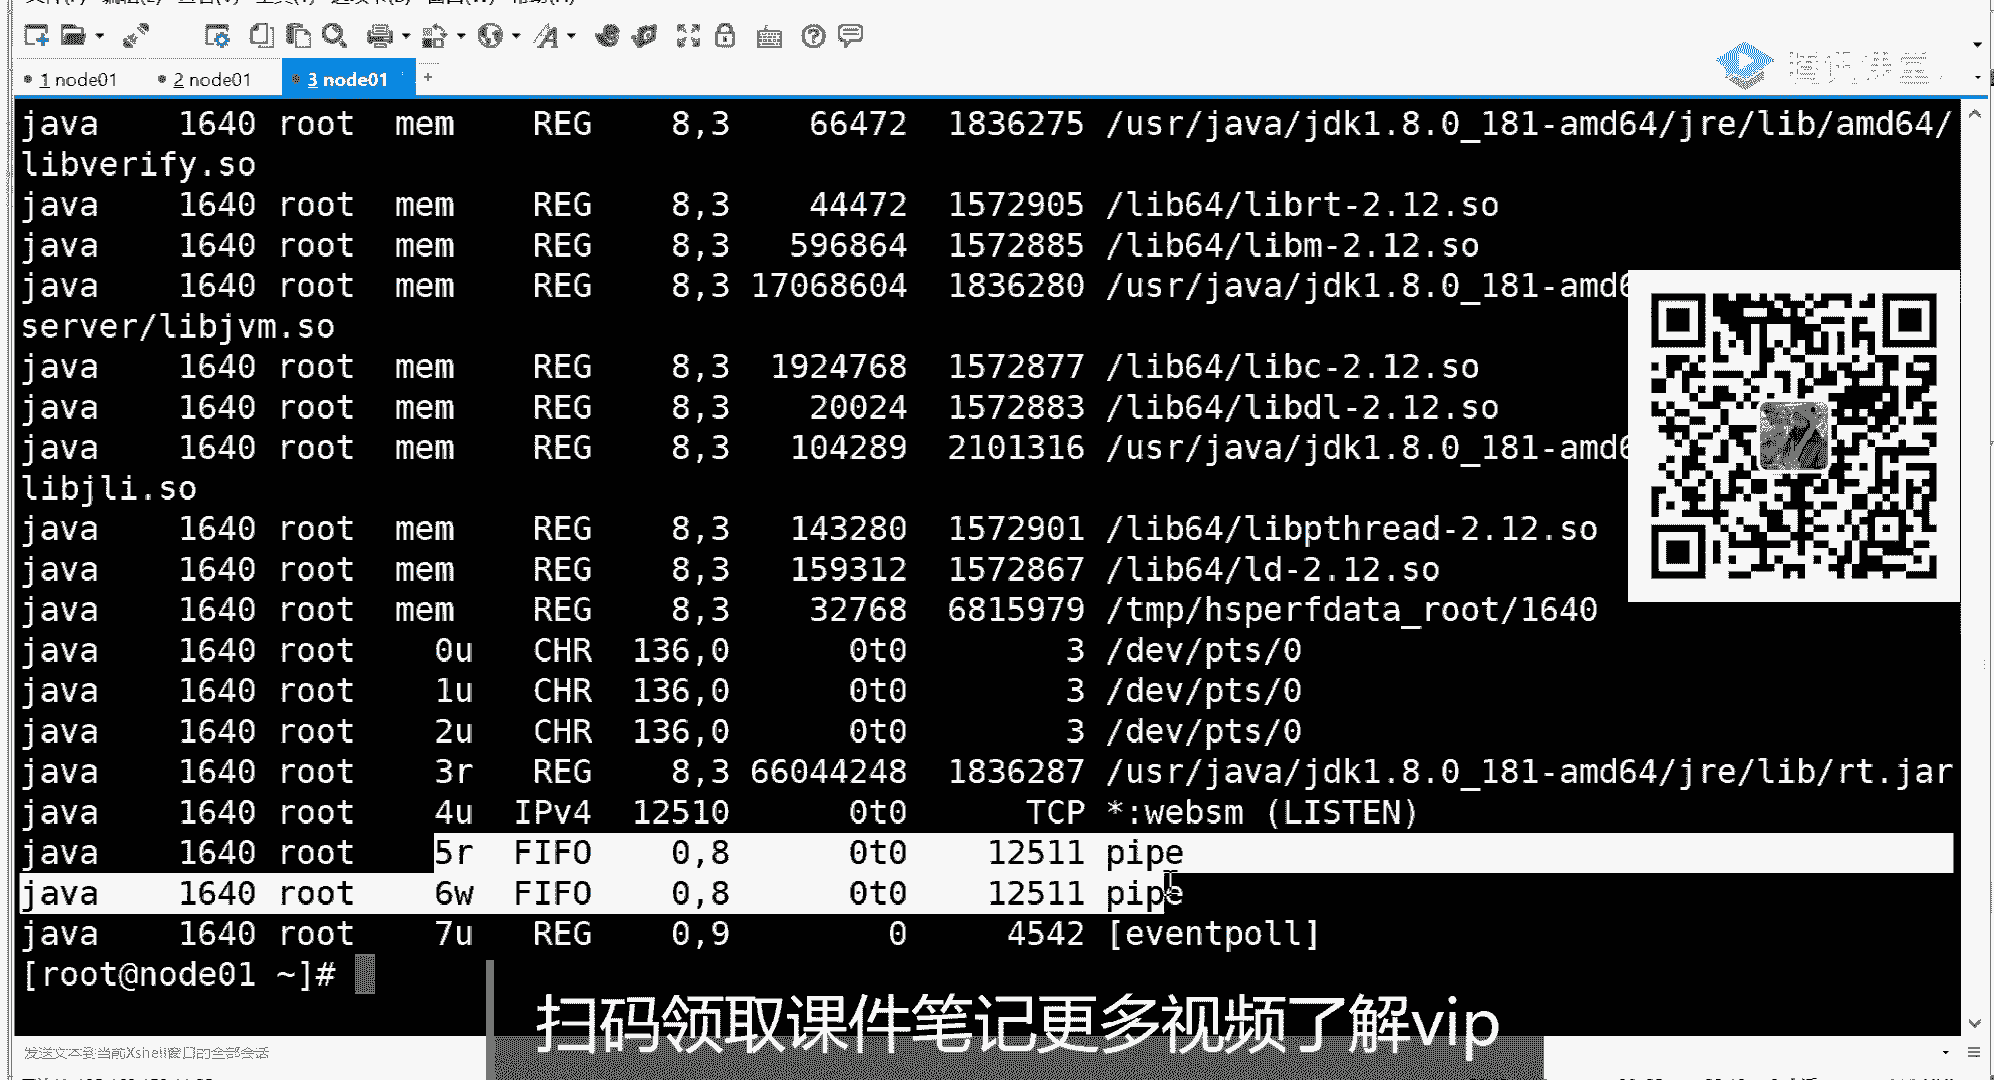 1 node01
2 node01
3 node01
+
java 1640 root mem REG 8,3 66472 1836275 /usr/java/jdk1.8.0_181-amd64/jre/lib/amd64/
libverify.so
java 1640 root mem REG 8,3 44472 1572905 /lib64/librt-2.12.so
java 1640 root mem REG 8,3 596864 1572885 /lib64/libm-2.12.so
java 1640 root mem REG 8,3 17068604 1836280 /usr/java/jdk1.8.0_181-amd6
server/libjvm.so
java 1640 root mem REG 8,3 1924768 1572877 /lib64/libc-2.12.so
java 1640 root mem REG 8,3 20024 1572883 /lib64/libdl-2.12.so
java 1640 root mem REG 8,3 104289 2101316 /usr/java/jdk1.8.0_181-amd6
libjli.so
java 1640 root mem REG 8,3 143280 1572901 /lib64/libpthread-2.12.so
java 1640 root mem REG 8,3 159312 1572867 /lib64/ld-2.12.so
java 1640 root mem REG 8,3 32768 6815979 /tmp/hsperfdata_root/1640
java 1640 root 0u CHR 136,0 0t0 3 /dev/pts/0
java 1640 root 1u CHR 136,0 0t0 3 /dev/pts/0
java 1640 root 2u CHR 136,0 0t0 3 /dev/pts/0
java 1640 root 3r REG 8,3 66044248 1836287 /usr/java/jdk1.8.0_181-amd64/jre/lib/rt.jar
java 1640 root 4u IPv4 12510 0t0 TCP *:websm (LISTEN)
java 1640 root 5r FIFO 0,8 0t0 12511 pipe
java 1640 root 6w FIFO 0,8 0t0 12511 pipe
java 1640 root 7u REG 0,9 0 4542 [eventpoll]
[root@node01 ~]#
扫码领取课件笔记更多视频了解vip
发送文本到当前Xshell窗口的全部会话